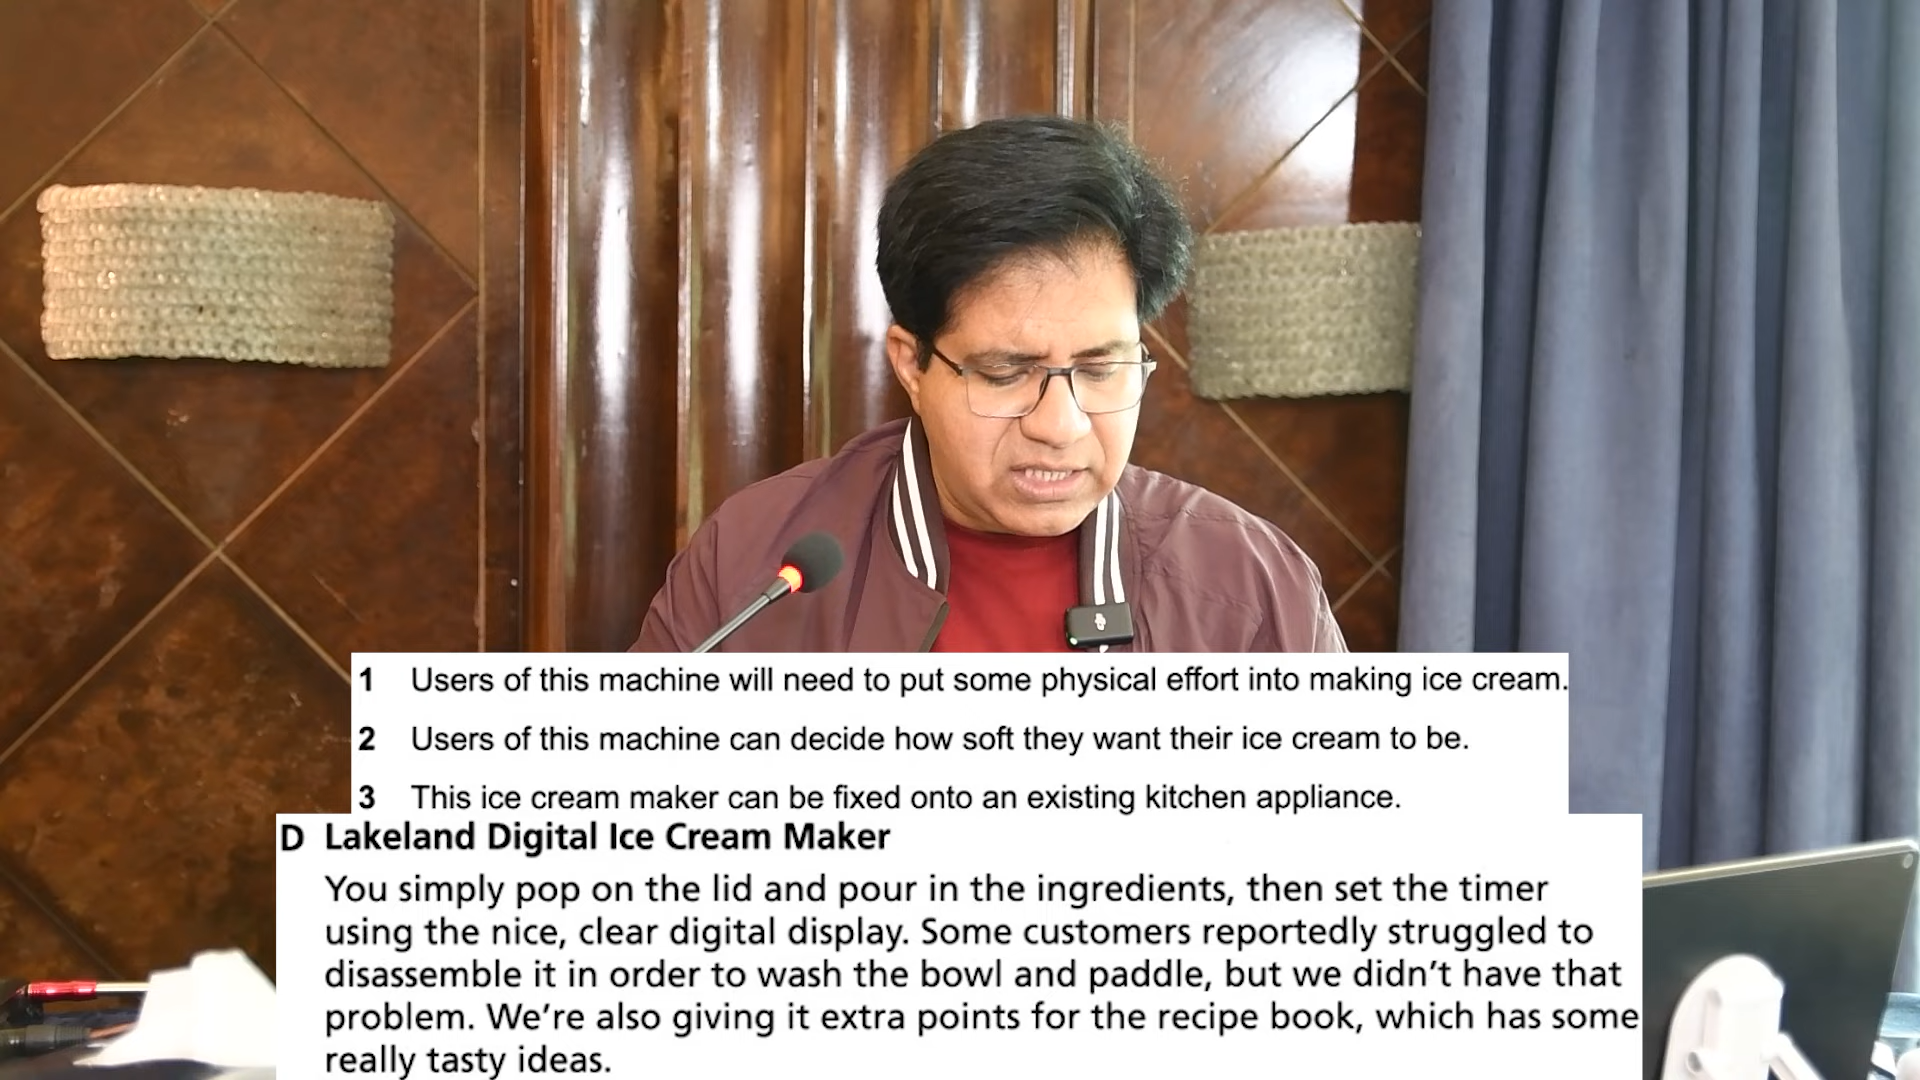 1 Users of this machine will need to put some physical effort into making ice cream.
2 Users of this machine can decide how soft they want their ice cream to be.
3 This ice cream maker can be fixed onto an existing kitchen appliance.
D Lakeland Digital Ice Cream Maker
You simply pop on the lid and pour in the ingredients, then set the timer
using the nice, clear digital display. Some customers reportedly struggled to
disassemble it in order to wash the bowl and paddle, but we didn’t have that
problem. We’re also giving it extra points for the recipe book, which has some
really tasty ideas.